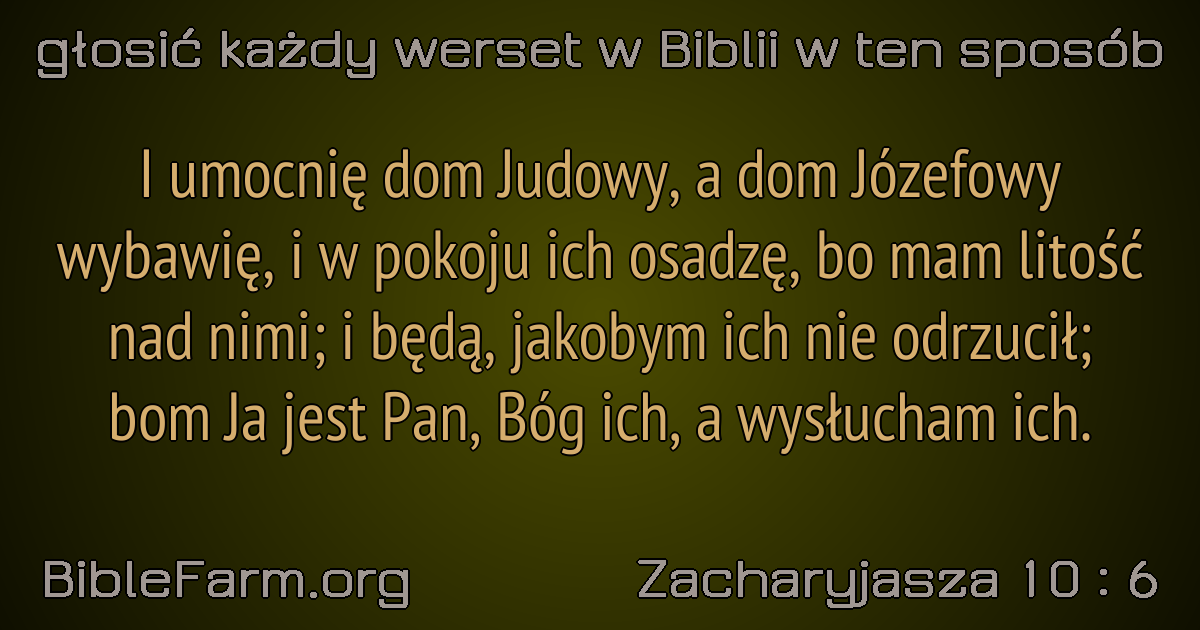 głosić każdy werset w Biblii w ten sposób
I umocnię dom Judowy, a dom Józefowy
wybawię, i w pokoju ich osadzę, bo mam litość
nad nimi; i będą, jakobym ich nie odrzucił;
bom Ja jest Pan, Bóg ich, a wysłucham ich.
BibleFarm.org
Zacharyjasza 10 : 6